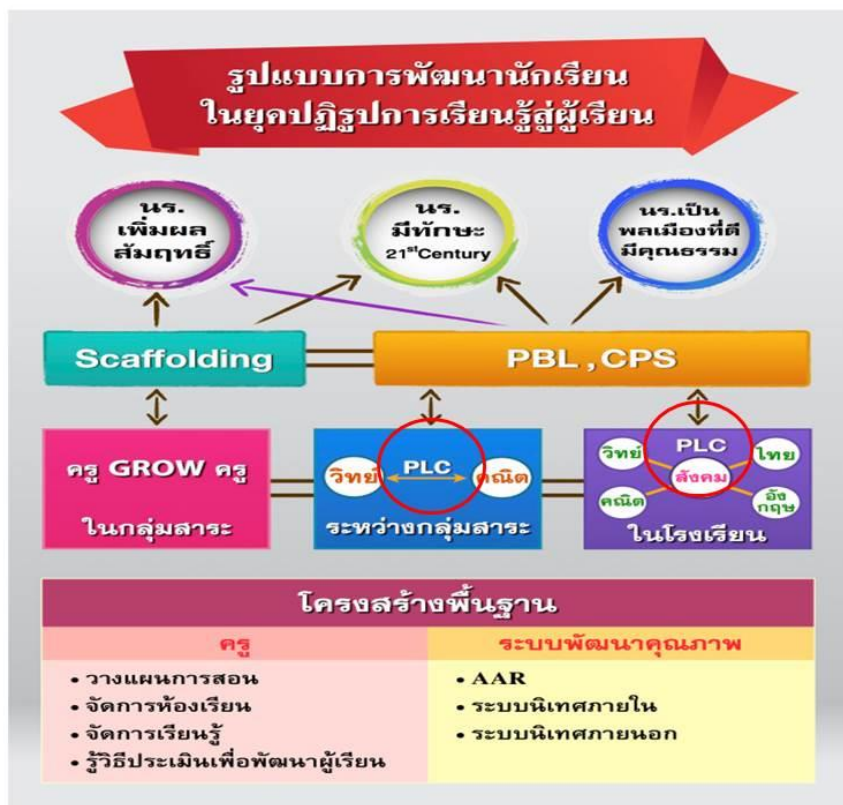 รูปแบบการพัฒนานักเรียน
ในยุคปฏิรูปการเรียนรู้สู่ผู้เรียน
นร.
เพิ่มผล
สัมฤทธิ์
นร.
มีทักษะ
21stCentury
นร.เป็น
พลเมืองที่ดี
มีคุณธรรม
Scaffolding
PBL , CPS
ครู GROW ครู
ในกลุ่มสาระ
วิทย์ PLC คณิต
ระหว่างกลุ่มสาระ
วิทย์ PLC ไทย
สังคม
คณิต อัง
กฤษ
ในโรงเรียน
โครงสร้างพื้นฐาน
ครู
• วางแผนการสอน
• จัดการห้องเรียน
• จัดการเรียนรู้
• รู้วิธีประเมินเพื่อพัฒนาผู้เรียน
ระบบพัฒนาคุณภาพ
• AAR
• ระบบนิเทศภายใน
• ระบบนิเทศภายนอก